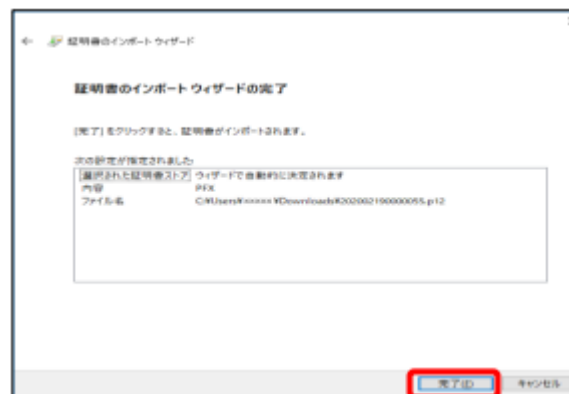 証明書のインポート ウィザード
証明書のインポート ウィザードの完了
[完了] をクリックすると、証明書がインポートされます。
次の設定が指定されました:
選択された証明書ストア ウィザードで自動的に決定されます
内容 PFX
ファイル名 C:¥Users¥×××××¥Downloads¥202002190000055.p12
完了(F) キャンセル